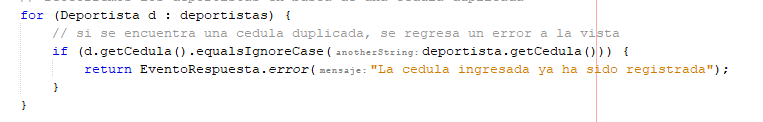 for (Deportista d : deportistas) {
// si se encuentra una cedula duplicada, se regresa un error a la vista
if (d.getCedula().equalsIgnoreCase(anotherString: deportista.getCedula())) {
return EventoRespuesta.error(mensaje: "La cedula ingresada ya ha sido registrada");
}
}